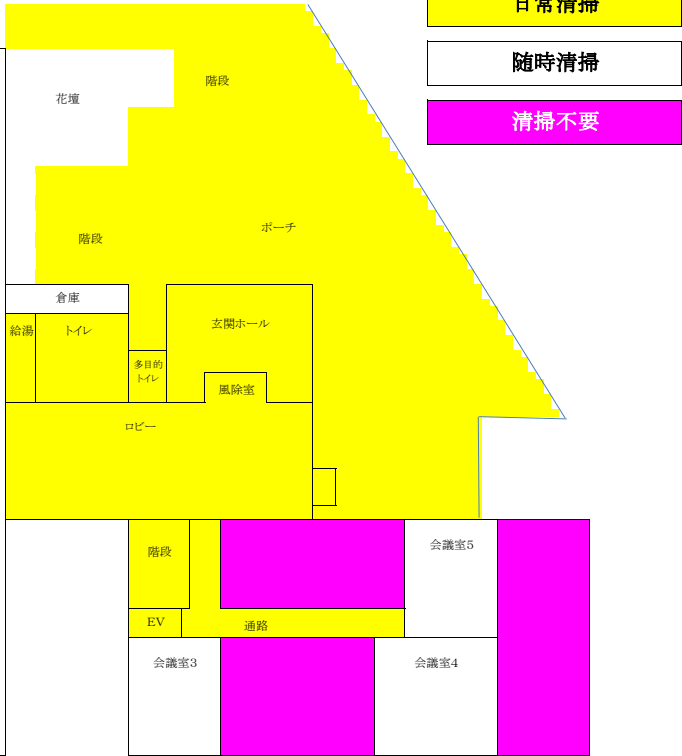 日常清掃
随時清掃
階段
花壇
清掃不要
ポーチ
階段
倉庫
給湯
トイレ
玄関ホール
多目的
トイレ
風除室
ロビー
会議室5
階段
EV
通路
会議室3
会議室4